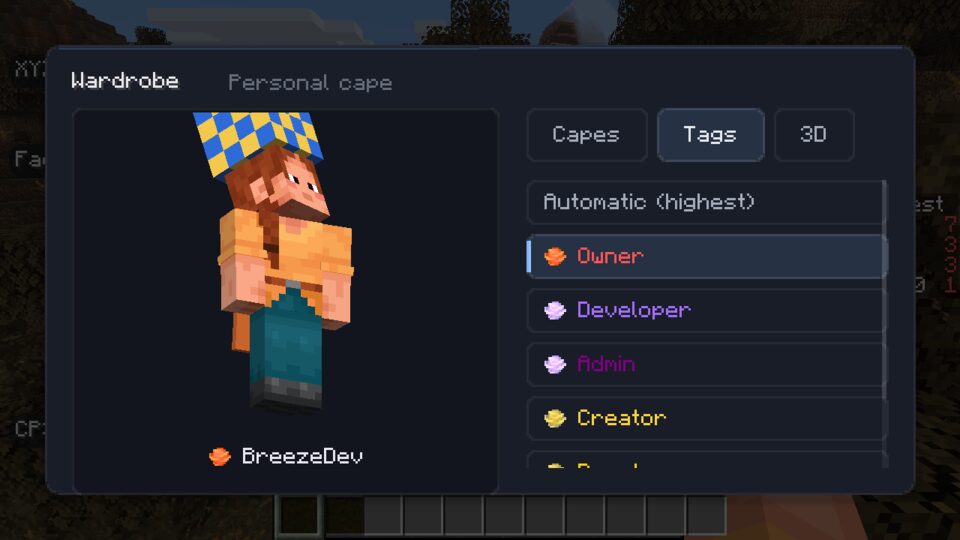 Wardrobe
Personal cape
Capes
Tags
3D
Automatic (highest)
Owner
Developer
Admin
Creator
BreezeDev